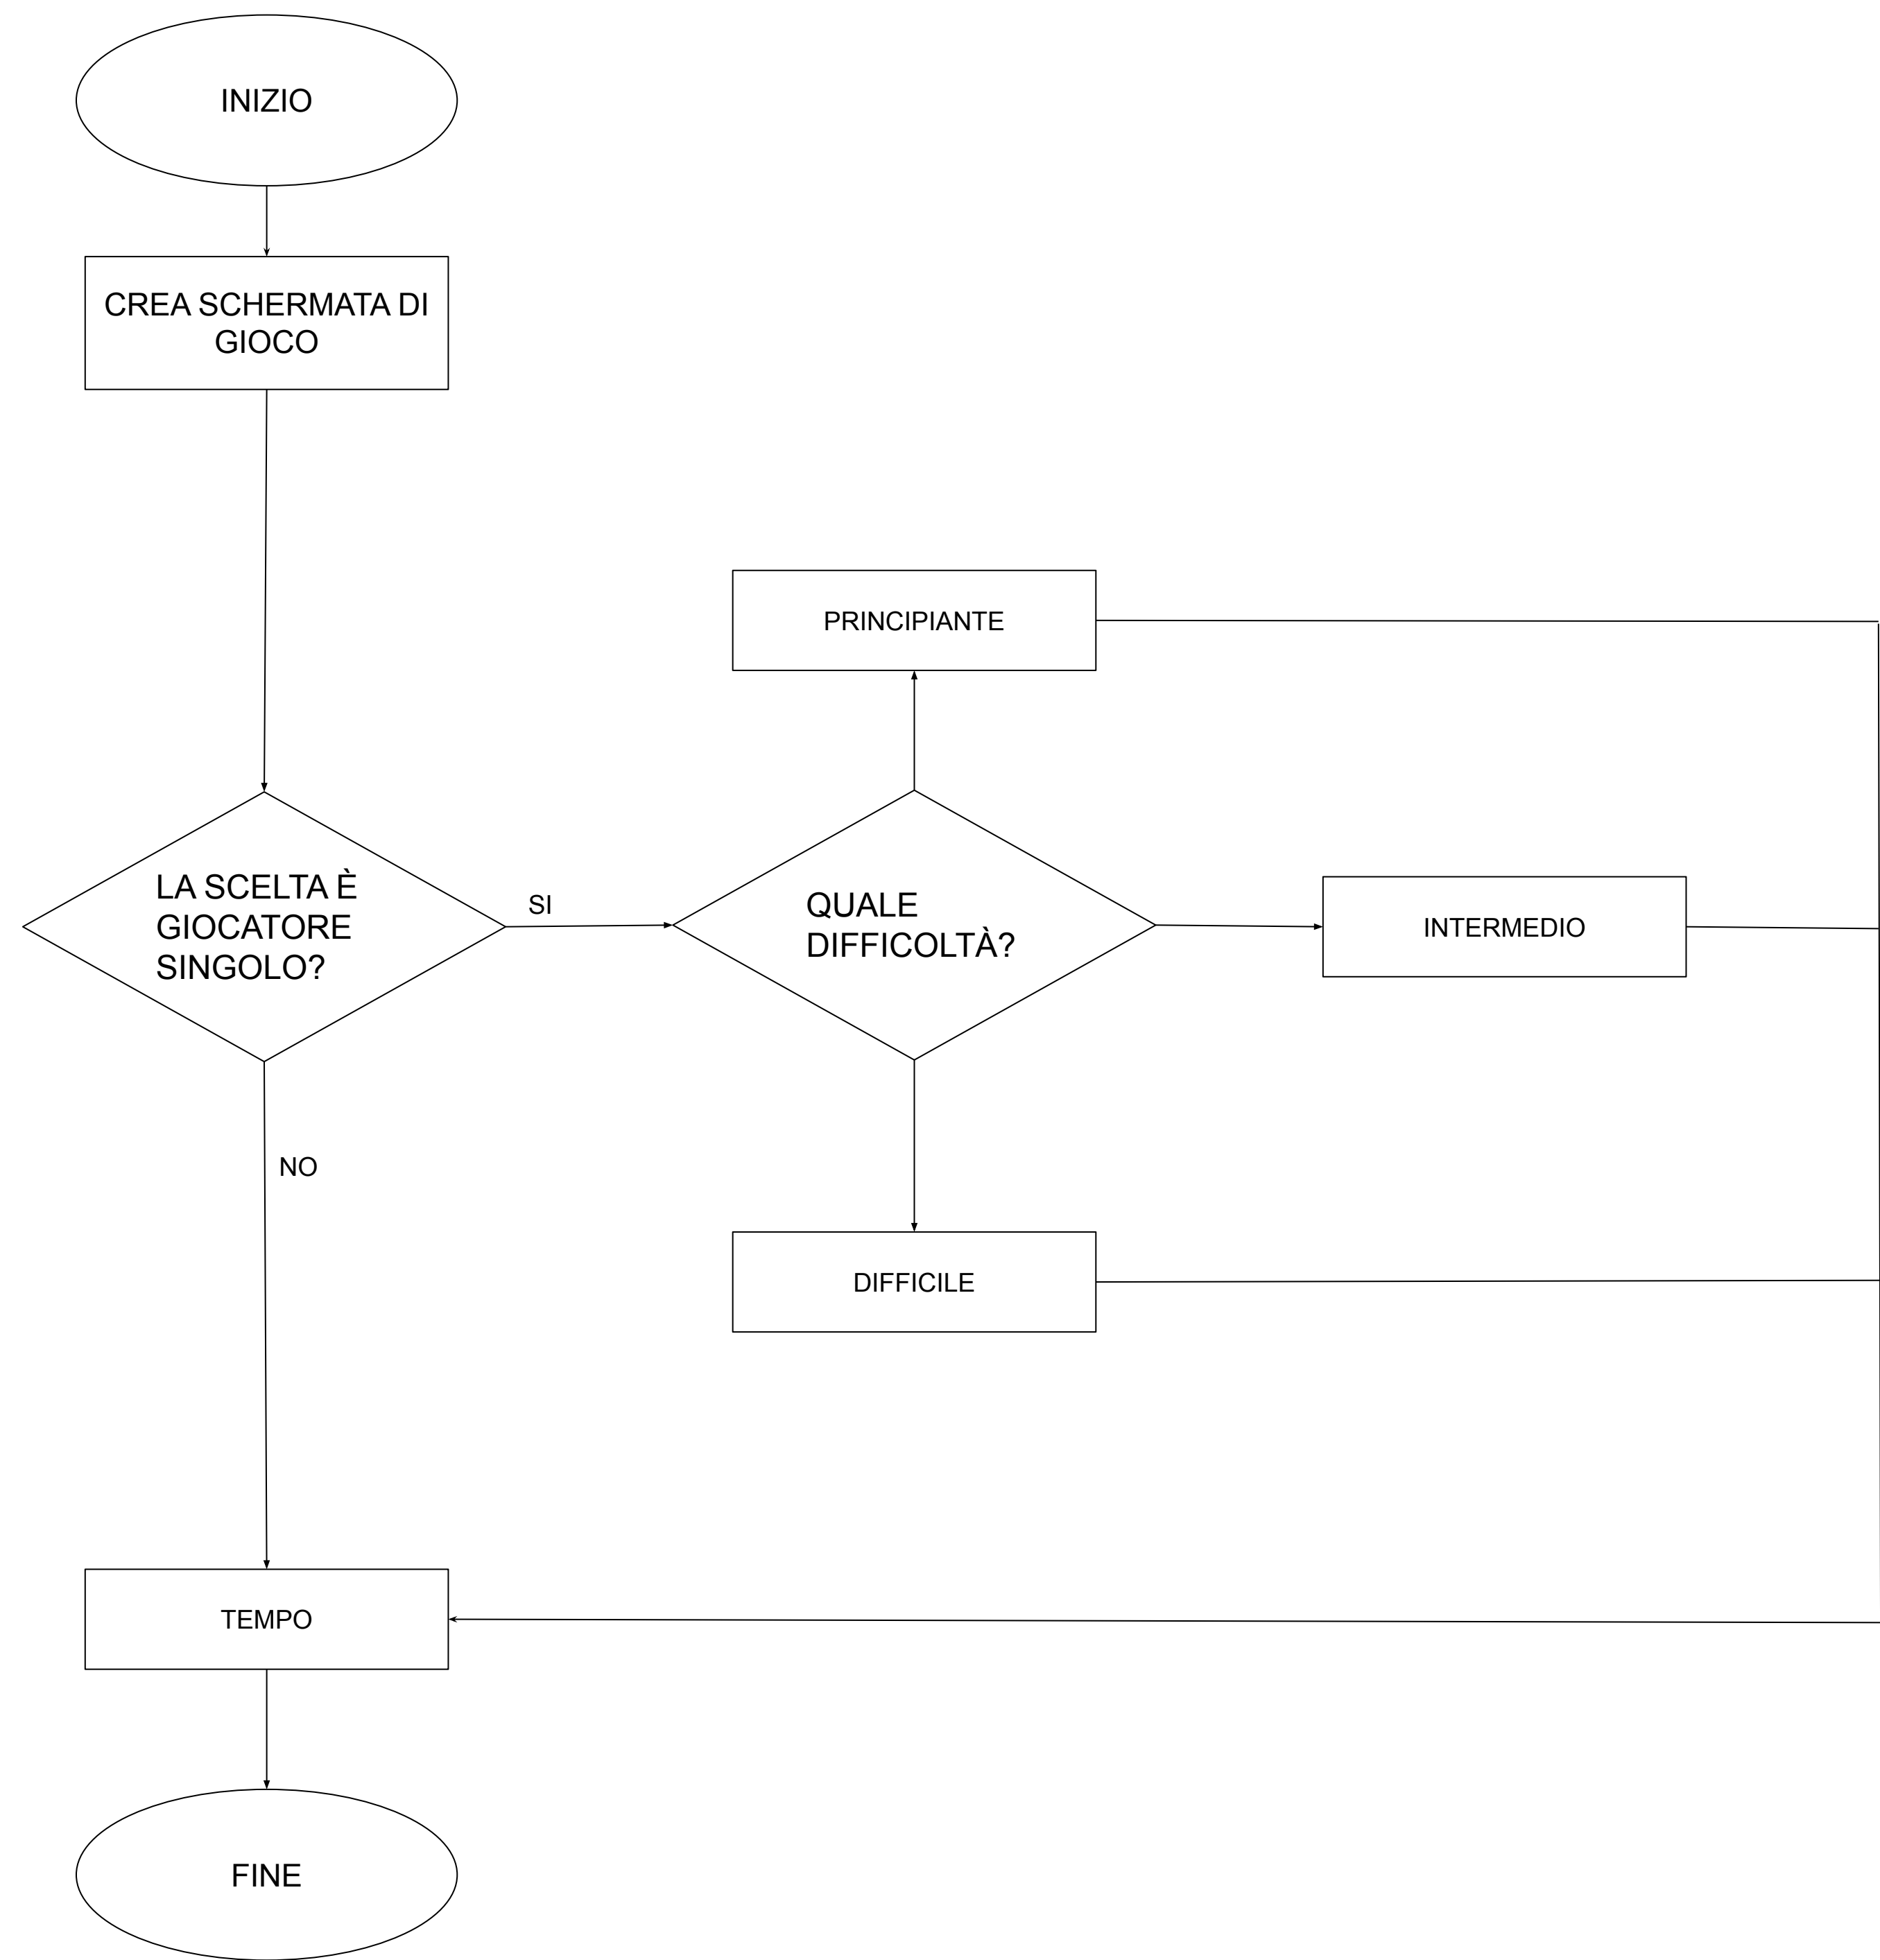 INIZIO
CREA SCHERMATA DI
GIOCO
PRINCIPIANTE
LA SCELTA È
GIOCATORE
SINGOLO?
SI
QUALE
DIFFICOLTÀ?
INTERMEDIO
NO
DIFFICILE
TEMPO
FINE